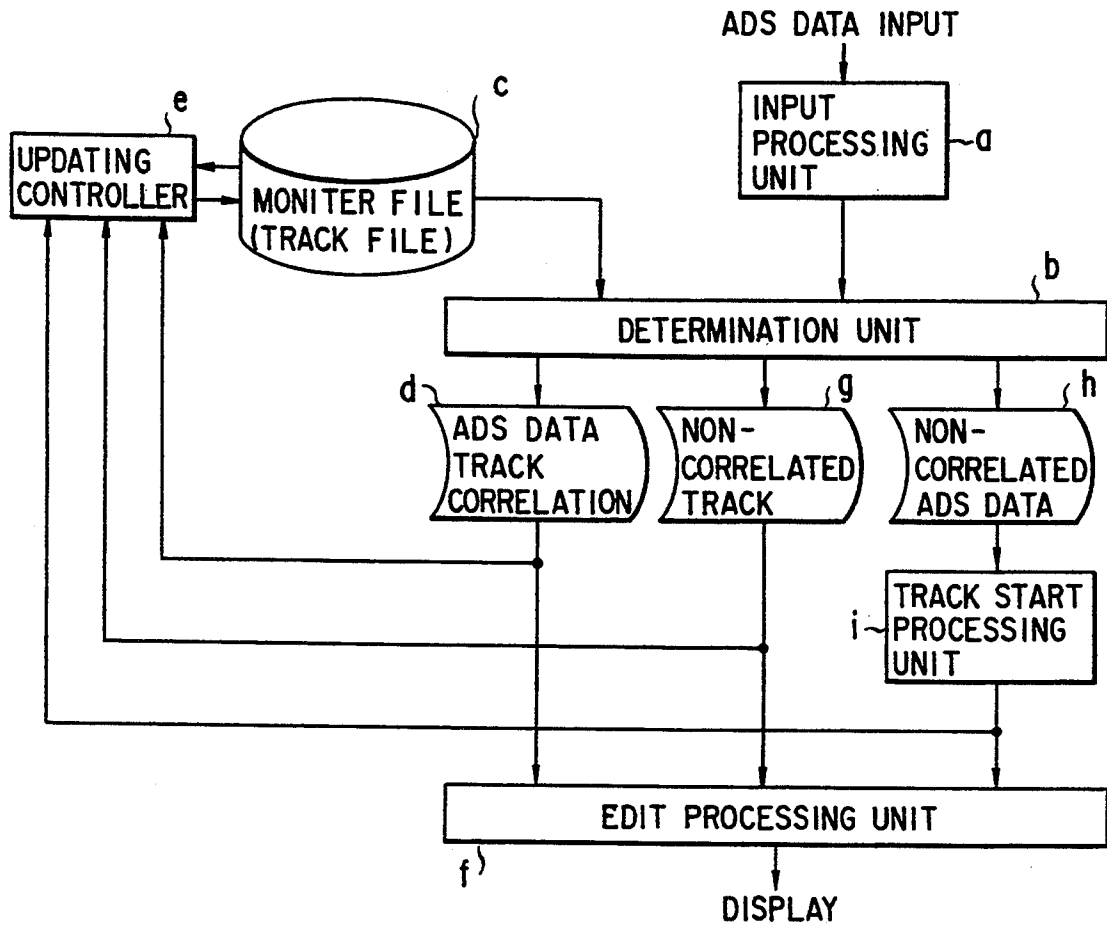 ADS DATA INPUT
INPUT
PROCESSING
UNIT
a
e
c
UPDATING
CONTROLLER
MONITER FILE
(TRACK FILE)
b
DETERMINATION UNIT
d
ADS DATA
TRACK
CORRELATION
g
NON-
CORRELATED
TRACK
h
NON-
CORRELATED
ADS DATA
i
TRACK START
PROCESSING
UNIT
EDIT PROCESSING UNIT
f
DISPLAY